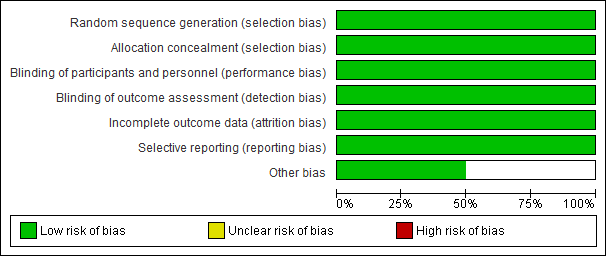 Random sequence generation (selection bias)
Allocation concealment (selection bias)
Blinding of participants and personnel (performance bias)
Blinding of outcome assessment (detection bias)
Incomplete outcome data (attrition bias)
Selective reporting (reporting bias)
Other bias
0% 25% 50% 75% 100%
Low risk of bias Unclear risk of bias High risk of bias